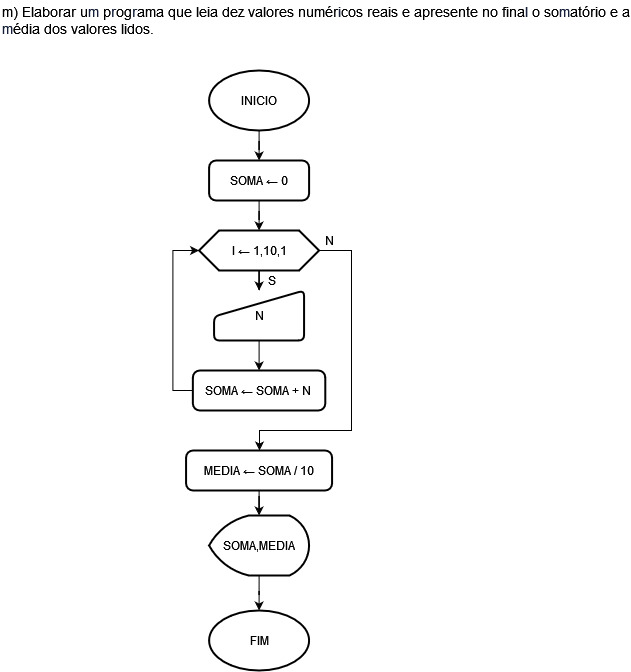 m) Elaborar um programa que leia dez valores numéricos reais e apresente no final o somatório e a
média dos valores lidos.
INICIO
SOMA ← 0
I ← 1,10,1
N
S
N
SOMA ← SOMA + N
MEDIA ← SOMA / 10
SOMA,MEDIA
FIM